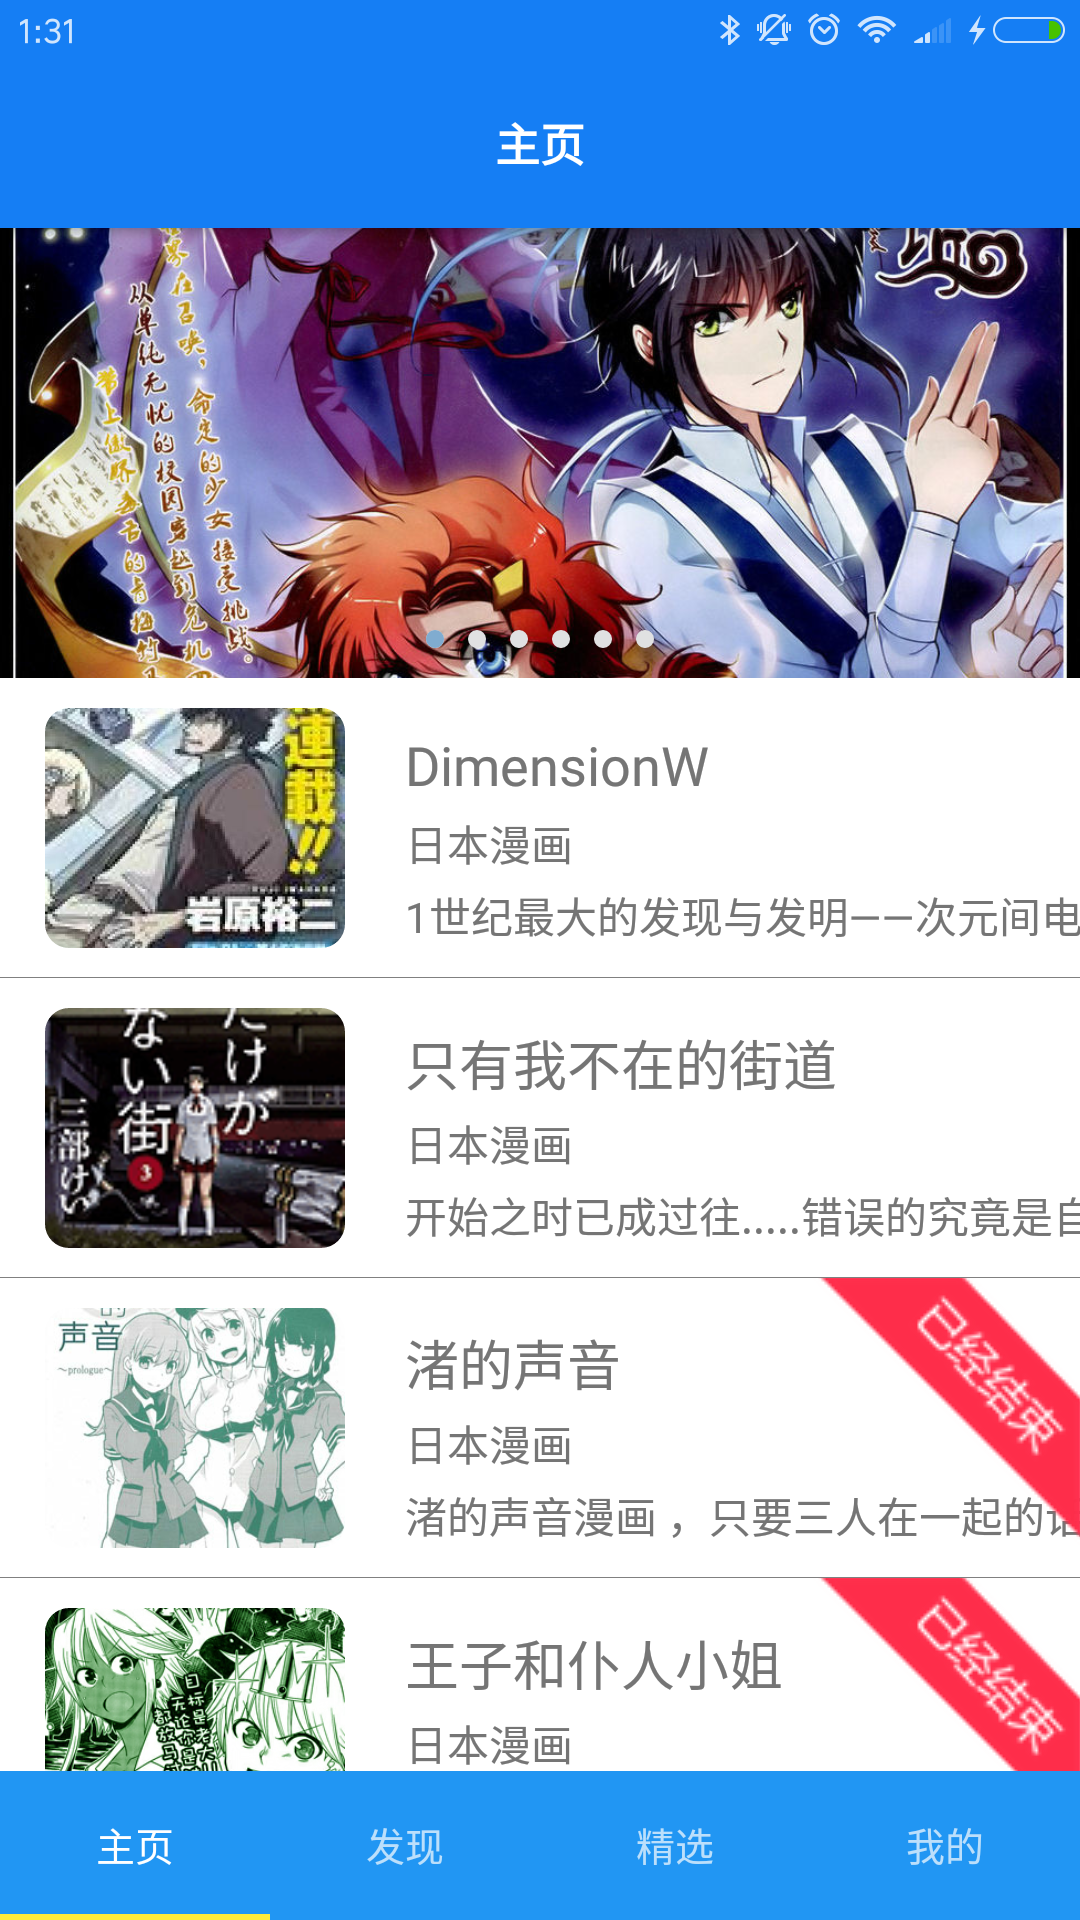 1:31
主页
界在召唤，命定的少女接受挑战。
从单纯无忧的校园穿越到危机四
带上傲娇毒舌的青梅竹马
DimensionW
連載!!
岩原裕二
日本漫画
1世纪最大的发现与发明——次元间电
只有我不在的街道
たけが
ない街
3
三部けい
日本漫画
开始之时已成过往.....错误的究竟是自
渚的声音
的
声音
~prologue~
已经结束
日本漫画
渚的声音漫画 ，只要三人在一起的话
王子和仆人小姐
已经结束
日本漫画
主页 发现 精选 我的